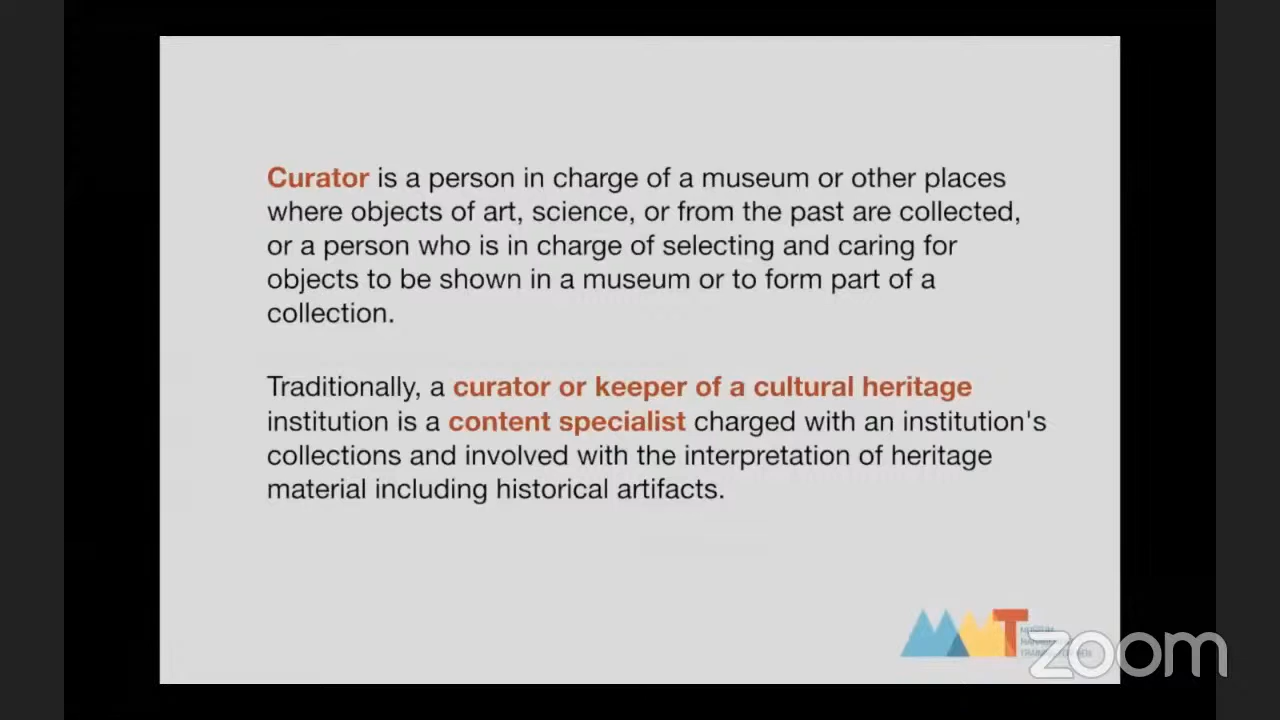 Curator is a person in charge of a museum or other places
where objects of art, science, or from the past are collected,
or a person who is in charge of selecting and caring for
objects to be shown in a museum or to form part of a
collection.
Traditionally, a curator or keeper of a cultural heritage
institution is a content specialist charged with an institution's
collections and involved with the interpretation of heritage
material including historical artifacts.
MMT
MUSEUM
zoom